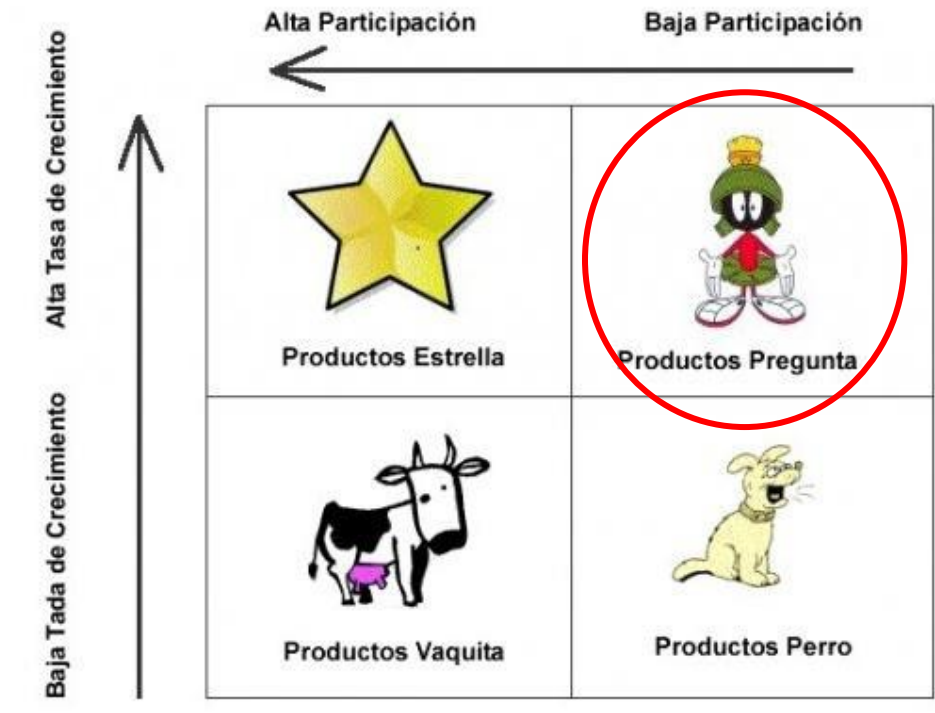 Alta Participación
Baja Participación
Alta Tasa de Crecimiento
Productos Estrella
Productos Pregunta
Baja Tada de Crecimiento
Productos Vaquita
Productos Perro